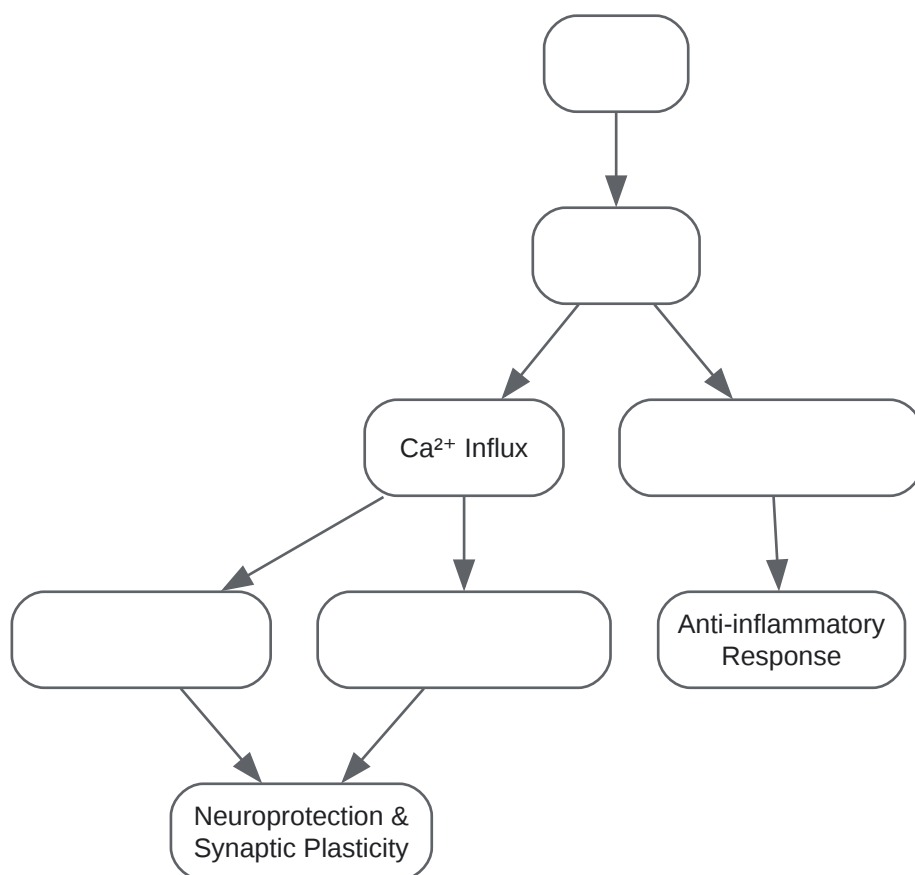 Ca²⁺ Influx
Anti-inflammatory
Response
Neuroprotection &
Synaptic Plasticity